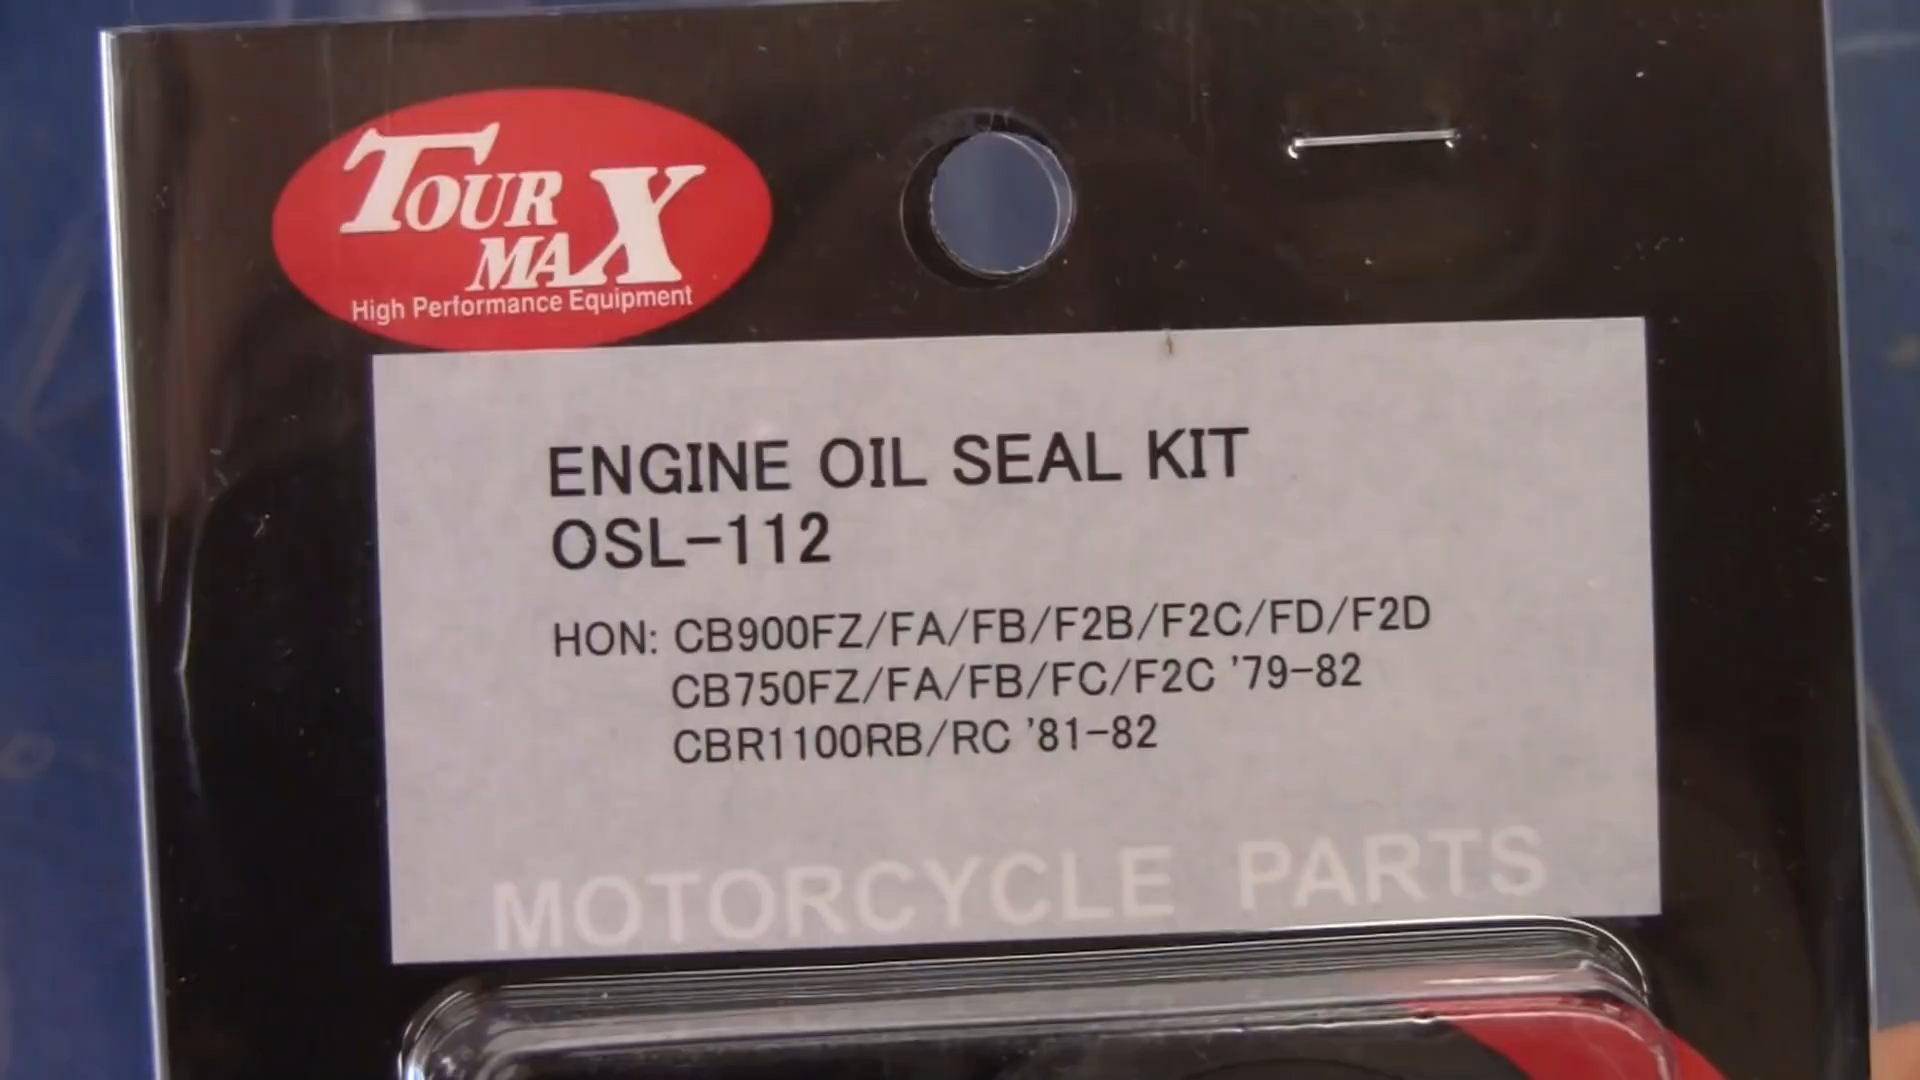 TOUR
MAX
High Performance Equipment
ENGINE OIL SEAL KIT
OSL-112
HON: CB900FZ/FA/FB/F2B/F2C/FD/F2D
CB750FZ/FA/FB/FC/F2C '79-82
CBR1100RB/RC '81-82
MOTORCYCLE PARTS